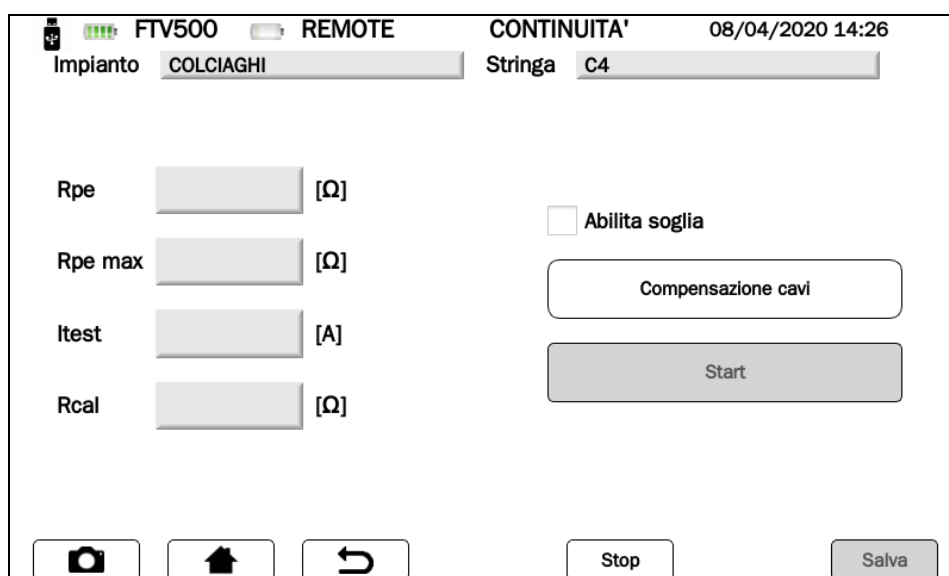 FTV500 REMOTE CONTINUITA' 08/04/2020 14:26
Impianto COLCIAGHI Stringa C4
Rpe [Ω]
Abilita soglia
Rpe max [Ω]
Compensazione cavi
Itest [A]
Start
Rcal [Ω]
Stop Salva